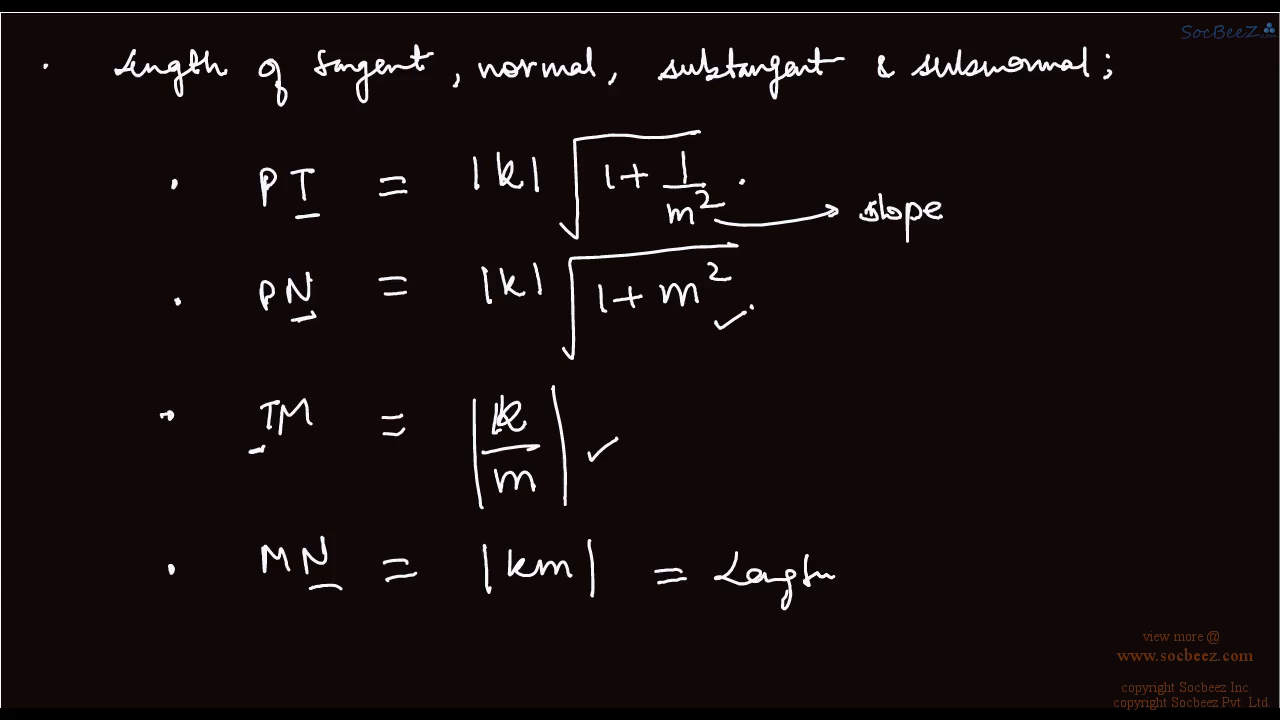 SocBeeZ
· Length of tangent, normal, subtangent & subnormal;
· PT = |k| √(1 + 1/m²) . → slope
· PN = |k| √(1 + m²) ✓.
· TM = |k/m| ✓
· MN = |km| = Length
view more @
www.socbeez.com
copyright Socbeez Inc.
copyright Socbeez Pvt. Ltd.